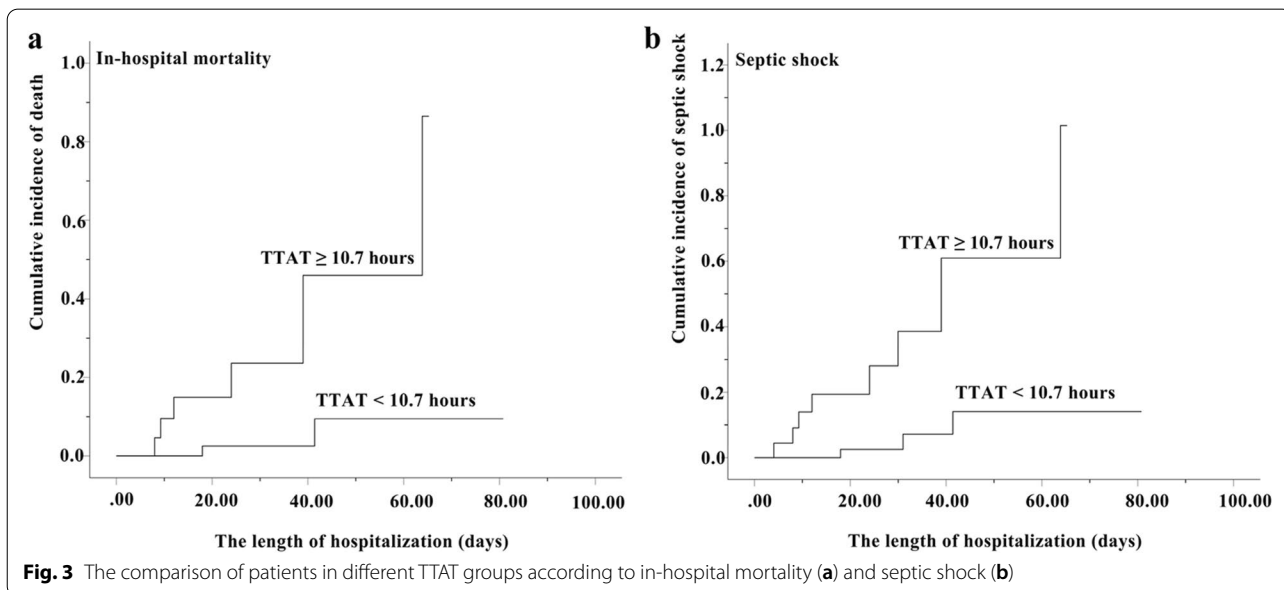 a
In-hospital mortality
Cumulative incidence of death
1.0
0.8
0.6
0.4
0.2
0.0
TTAT ≥ 10.7 hours
TTAT < 10.7 hours
.00 20.00 40.00 60.00 80.00 100.00
The length of hospitalization (days)
b
Septic shock
Cumulative incidence of septic shock
1.2
1.0
0.8
0.6
0.4
0.2
0.0
TTAT ≥ 10.7 hours
TTAT < 10.7 hours
.00 20.00 40.00 60.00 80.00 100.00
The length of hospitalization (days)
Fig. 3 The comparison of patients in different TTAT groups according to in-hospital mortality (a) and septic shock (b)